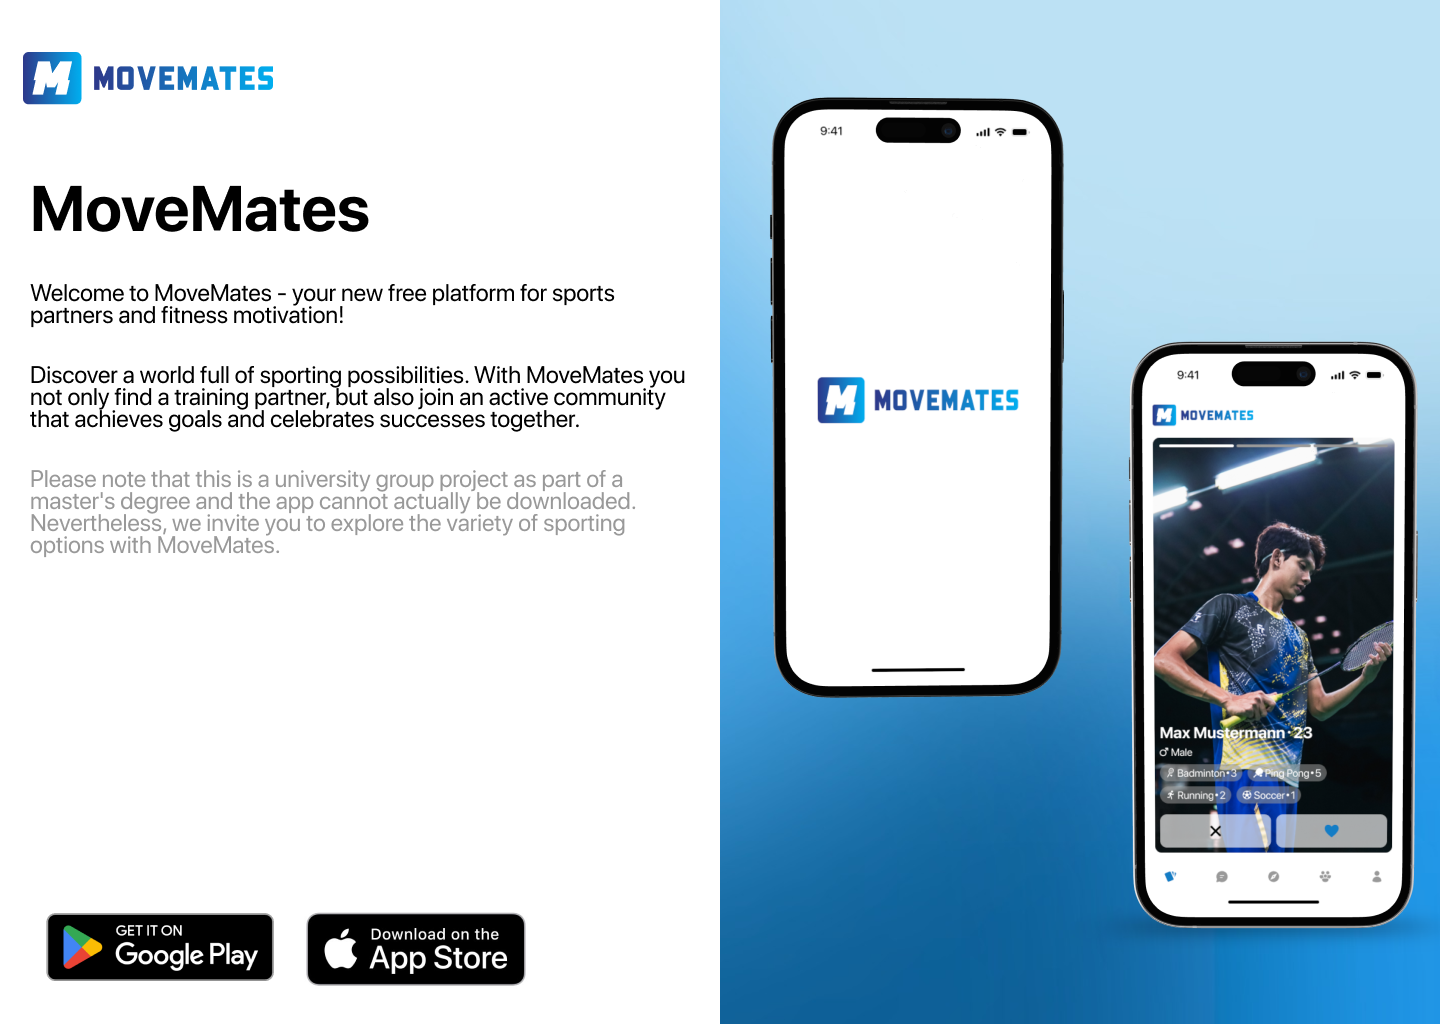 MOVEMATES
MoveMates
Welcome to MoveMates - your new free platform for sports
partners and fitness motivation!
Discover a world full of sporting possibilities. With MoveMates you
not only find a training partner, but also join an active community
that achieves goals and celebrates successes together.
Please note that this is a university group project as part of a
master's degree and the app cannot actually be downloaded.
Nevertheless, we invite you to explore the variety of sporting
options with MoveMates.
GET IT ON
Google Play
Download on the
App Store
9:41
MOVEMATES
9:41
MOVEMATES
Max Mustermann · 23
Male
Badminton • 3 Ping Pong • 5
Running • 2 Soccer • 1